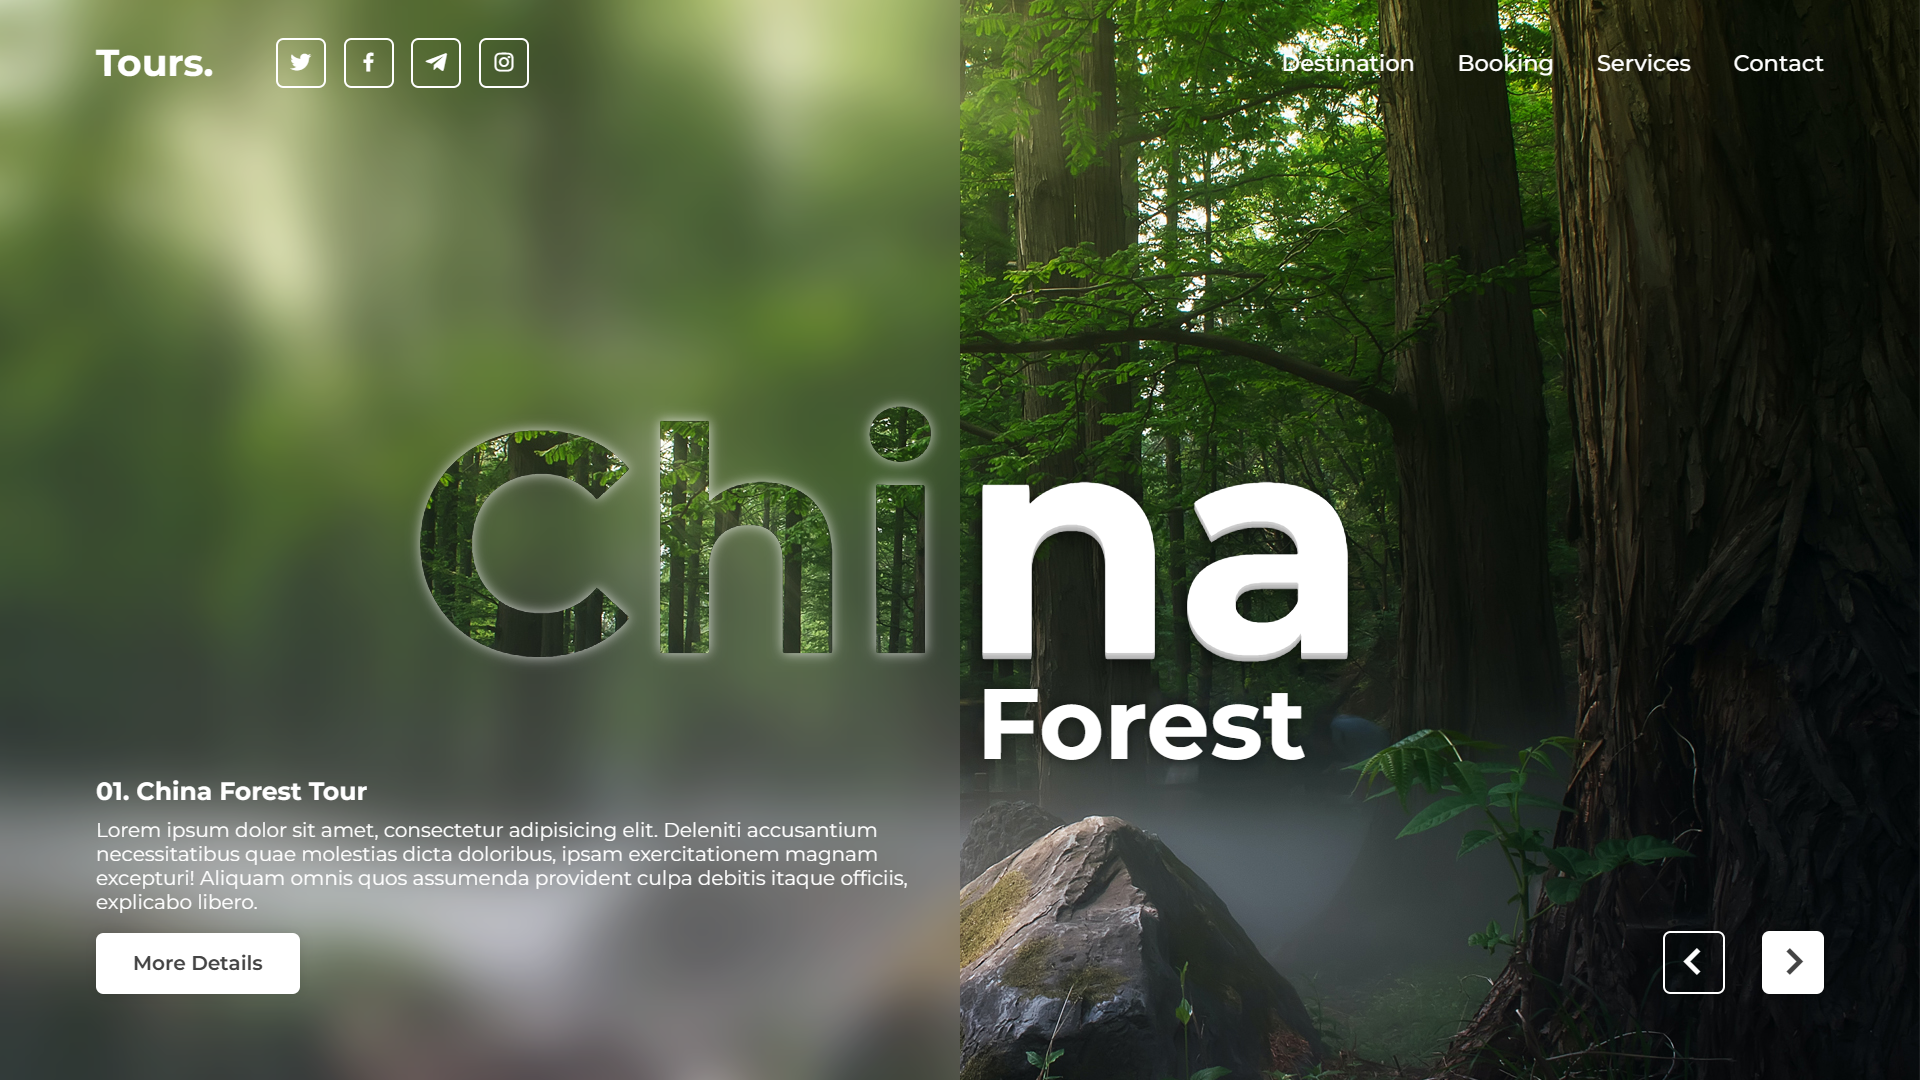 Tours.
Destination
Booking
Services
Contact
China
Forest
01. China Forest Tour
Lorem ipsum dolor sit amet, consectetur adipisicing elit. Deleniti accusantium
necessitatibus quae molestias dicta doloribus, ipsam exercitationem magnam
excepturi! Aliquam omnis quos assumenda provident culpa debitis itaque officiis,
explicabo libero.
More Details